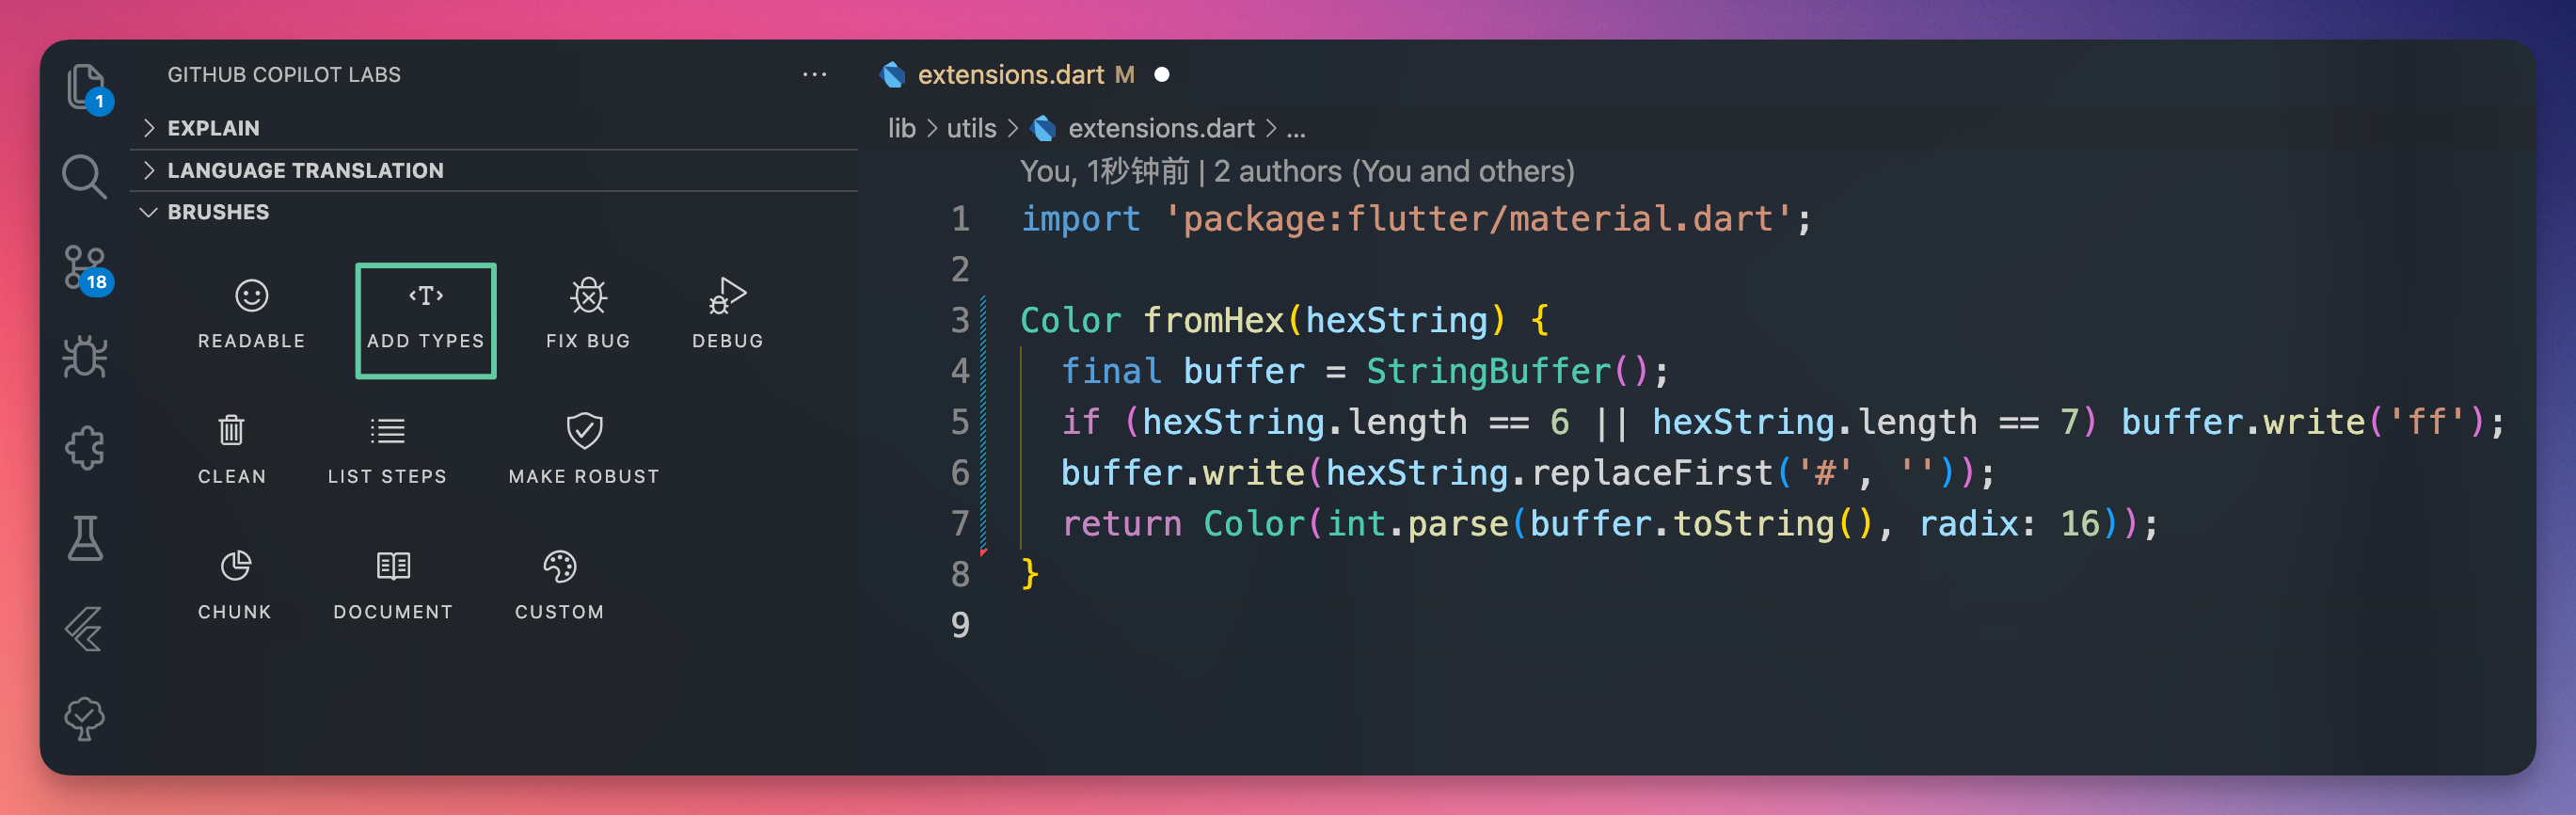 GITHUB COPILOT LABS
EXPLAIN
LANGUAGE TRANSLATION
BRUSHES
READABLE
<T>
ADD TYPES
FIX BUG
DEBUG
CLEAN
LIST STEPS
MAKE ROBUST
CHUNK
DOCUMENT
CUSTOM
1
18
extensions.dart M
lib > utils > extensions.dart > ...
You, 1秒钟前 | 2 authors (You and others)
1 import 'package:flutter/material.dart';
2
3 Color fromHex(hexString) {
4 final buffer = StringBuffer();
5 if (hexString.length == 6 || hexString.length == 7) buffer.write('ff');
6 buffer.write(hexString.replaceFirst('#', ''));
7 return Color(int.parse(buffer.toString(), radix: 16));
8 }
9